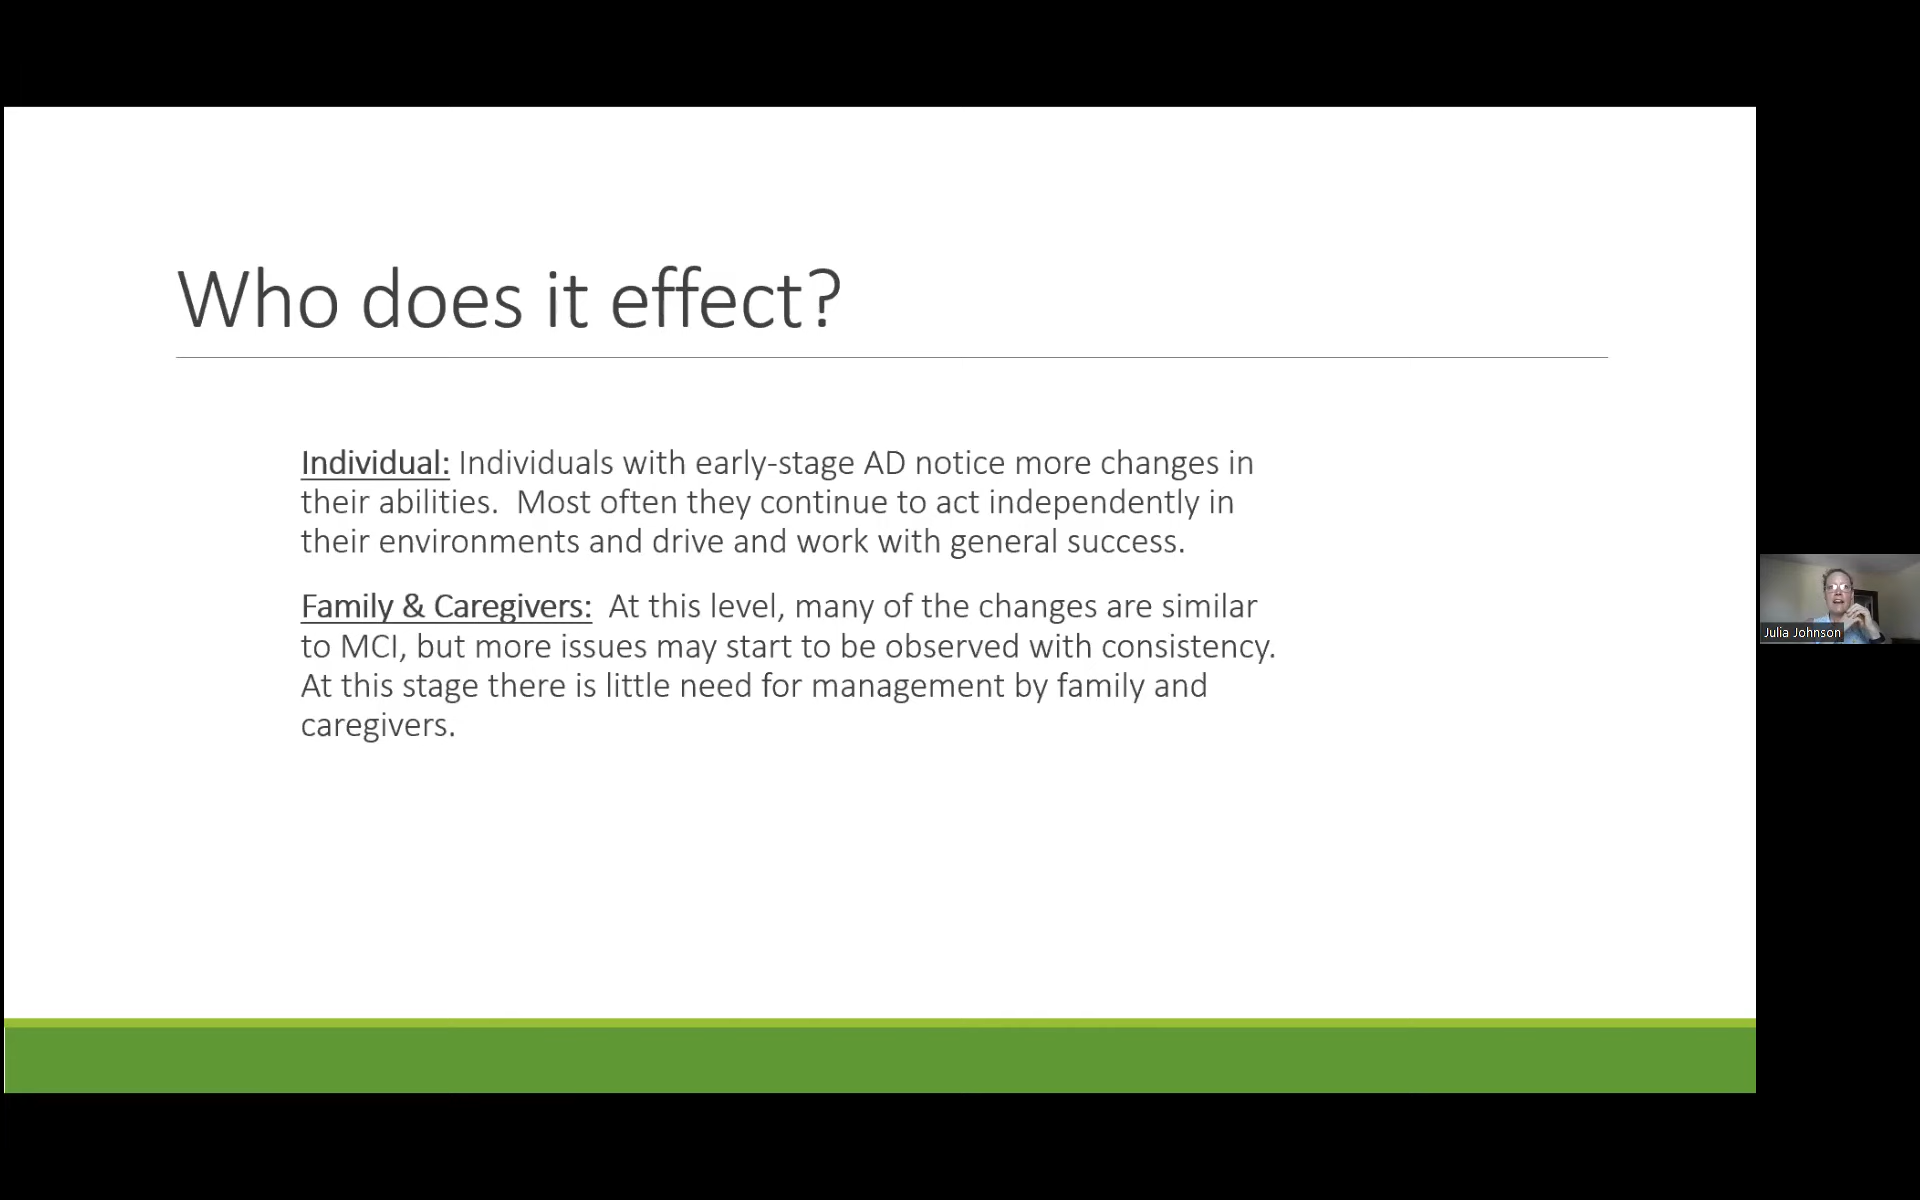 Who does it effect?
Individual: Individuals with early-stage AD notice more changes in
their abilities.  Most often they continue to act independently in
their environments and drive and work with general success.
Family & Caregivers:  At this level, many of the changes are similar
to MCI, but more issues may start to be observed with consistency.
At this stage there is little need for management by family and
caregivers.
Julia Johnson